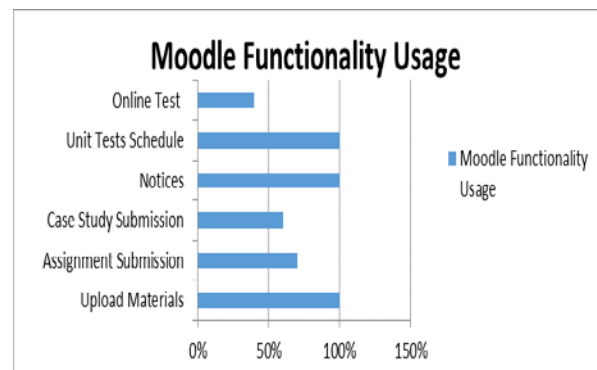 Moodle Functionality Usage
Online Test
Unit Tests Schedule
Notices
Case Study Submission
Assignment Submission
Upload Materials
0% 50% 100% 150%
Moodle Functionality
Usage